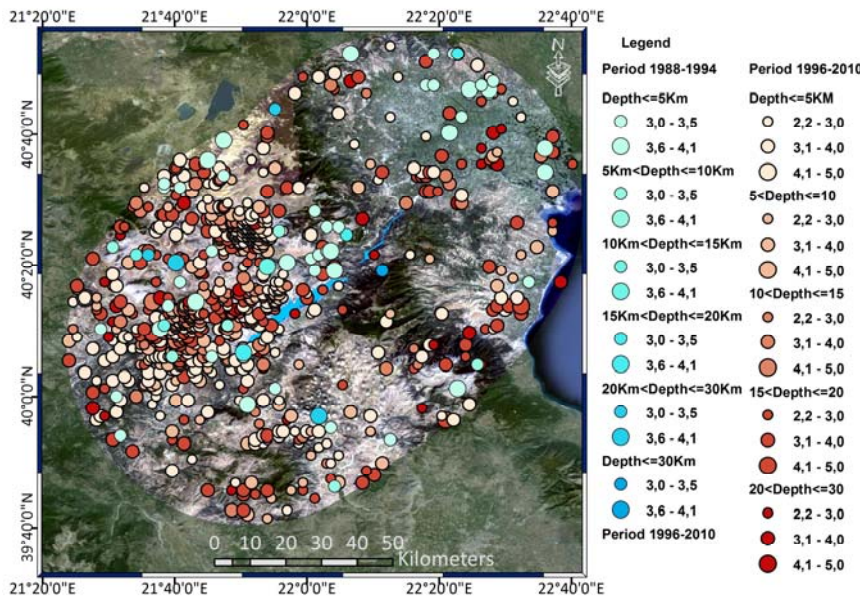 21°20'0"E 21°40'0"E 22°0'0"E 22°20'0"E 22°40'0"E
40°40'0"N
40°20'0"N
40°0'0"N
39°40'0"N
N
0 10 20 30 40 50
Kilometers
21°20'0"E 21°40'0"E 22°0'0"E 22°20'0"E 22°40'0"E
Legend
Period 1988-1994
Depth<=5Km
3,0 - 3,5
3,6 - 4,1
5Km<Depth<=10Km
3,0 - 3,5
3,6 - 4,1
10Km<Depth<=15Km
3,0 - 3,5
3,6 - 4,1
15Km<Depth<=20Km
3,0 - 3,5
3,6 - 4,1
20Km<Depth<=30Km
3,0 - 3,5
3,6 - 4,1
Depth<=30Km
3,0 - 3,5
3,6 - 4,1
Period 1996-2010
Period 1996-2010
Depth<=5KM
2,2 - 3,0
3,1 - 4,0
4,1 - 5,0
5<Depth<=10
2,2 - 3,0
3,1 - 4,0
4,1 - 5,0
10<Depth<=15
2,2 - 3,0
3,1 - 4,0
4,1 - 5,0
15<Depth<=20
2,2 - 3,0
3,1 - 4,0
4,1 - 5,0
20<Depth<=30
2,2 - 3,0
3,1 - 4,0
4,1 - 5,0